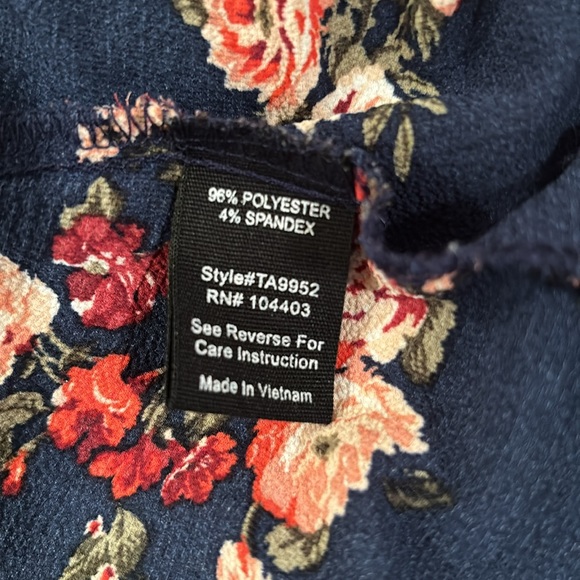 96% POLYESTER
4% SPANDEX
Style#TA9952
RN# 104403
See Reverse For
Care Instruction
Made In Vietnam